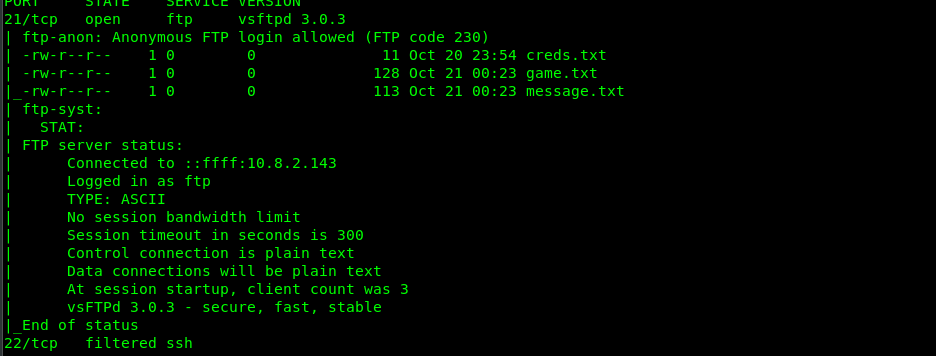 PORT     STATE    SERVICE VERSION
21/tcp   open     ftp     vsftpd 3.0.3
| ftp-anon: Anonymous FTP login allowed (FTP code 230)
| -rw-r--r--    1 0        0              11 Oct 20 23:54 creds.txt
| -rw-r--r--    1 0        0             128 Oct 21 00:23 game.txt
|_-rw-r--r--    1 0        0             113 Oct 21 00:23 message.txt
| ftp-syst:
|   STAT:
| FTP server status:
|      Connected to ::ffff:10.8.2.143
|      Logged in as ftp
|      TYPE: ASCII
|      No session bandwidth limit
|      Session timeout in seconds is 300
|      Control connection is plain text
|      Data connections will be plain text
|      At session startup, client count was 3
|      vsFTPd 3.0.3 - secure, fast, stable
|_End of status
22/tcp   filtered ssh